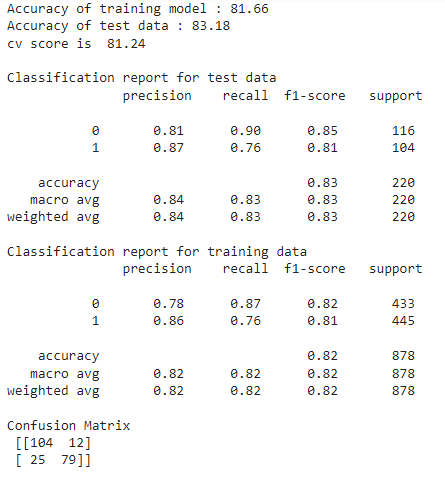 Accuracy of training model : 81.66
Accuracy of test data : 83.18
cv score is  81.24
Classification report for test data
precision    recall  f1-score   support
0       0.81      0.90      0.85       116
1       0.87      0.76      0.81       104
accuracy                           0.83       220
macro avg       0.84      0.83      0.83       220
weighted avg       0.84      0.83      0.83       220
Classification report for training data
precision    recall  f1-score   support
0       0.78      0.87      0.82       433
1       0.86      0.76      0.81       445
accuracy                           0.82       878
macro avg       0.82      0.82      0.82       878
weighted avg       0.82      0.82      0.82       878
Confusion Matrix
[[104  12]
[ 25  79]]